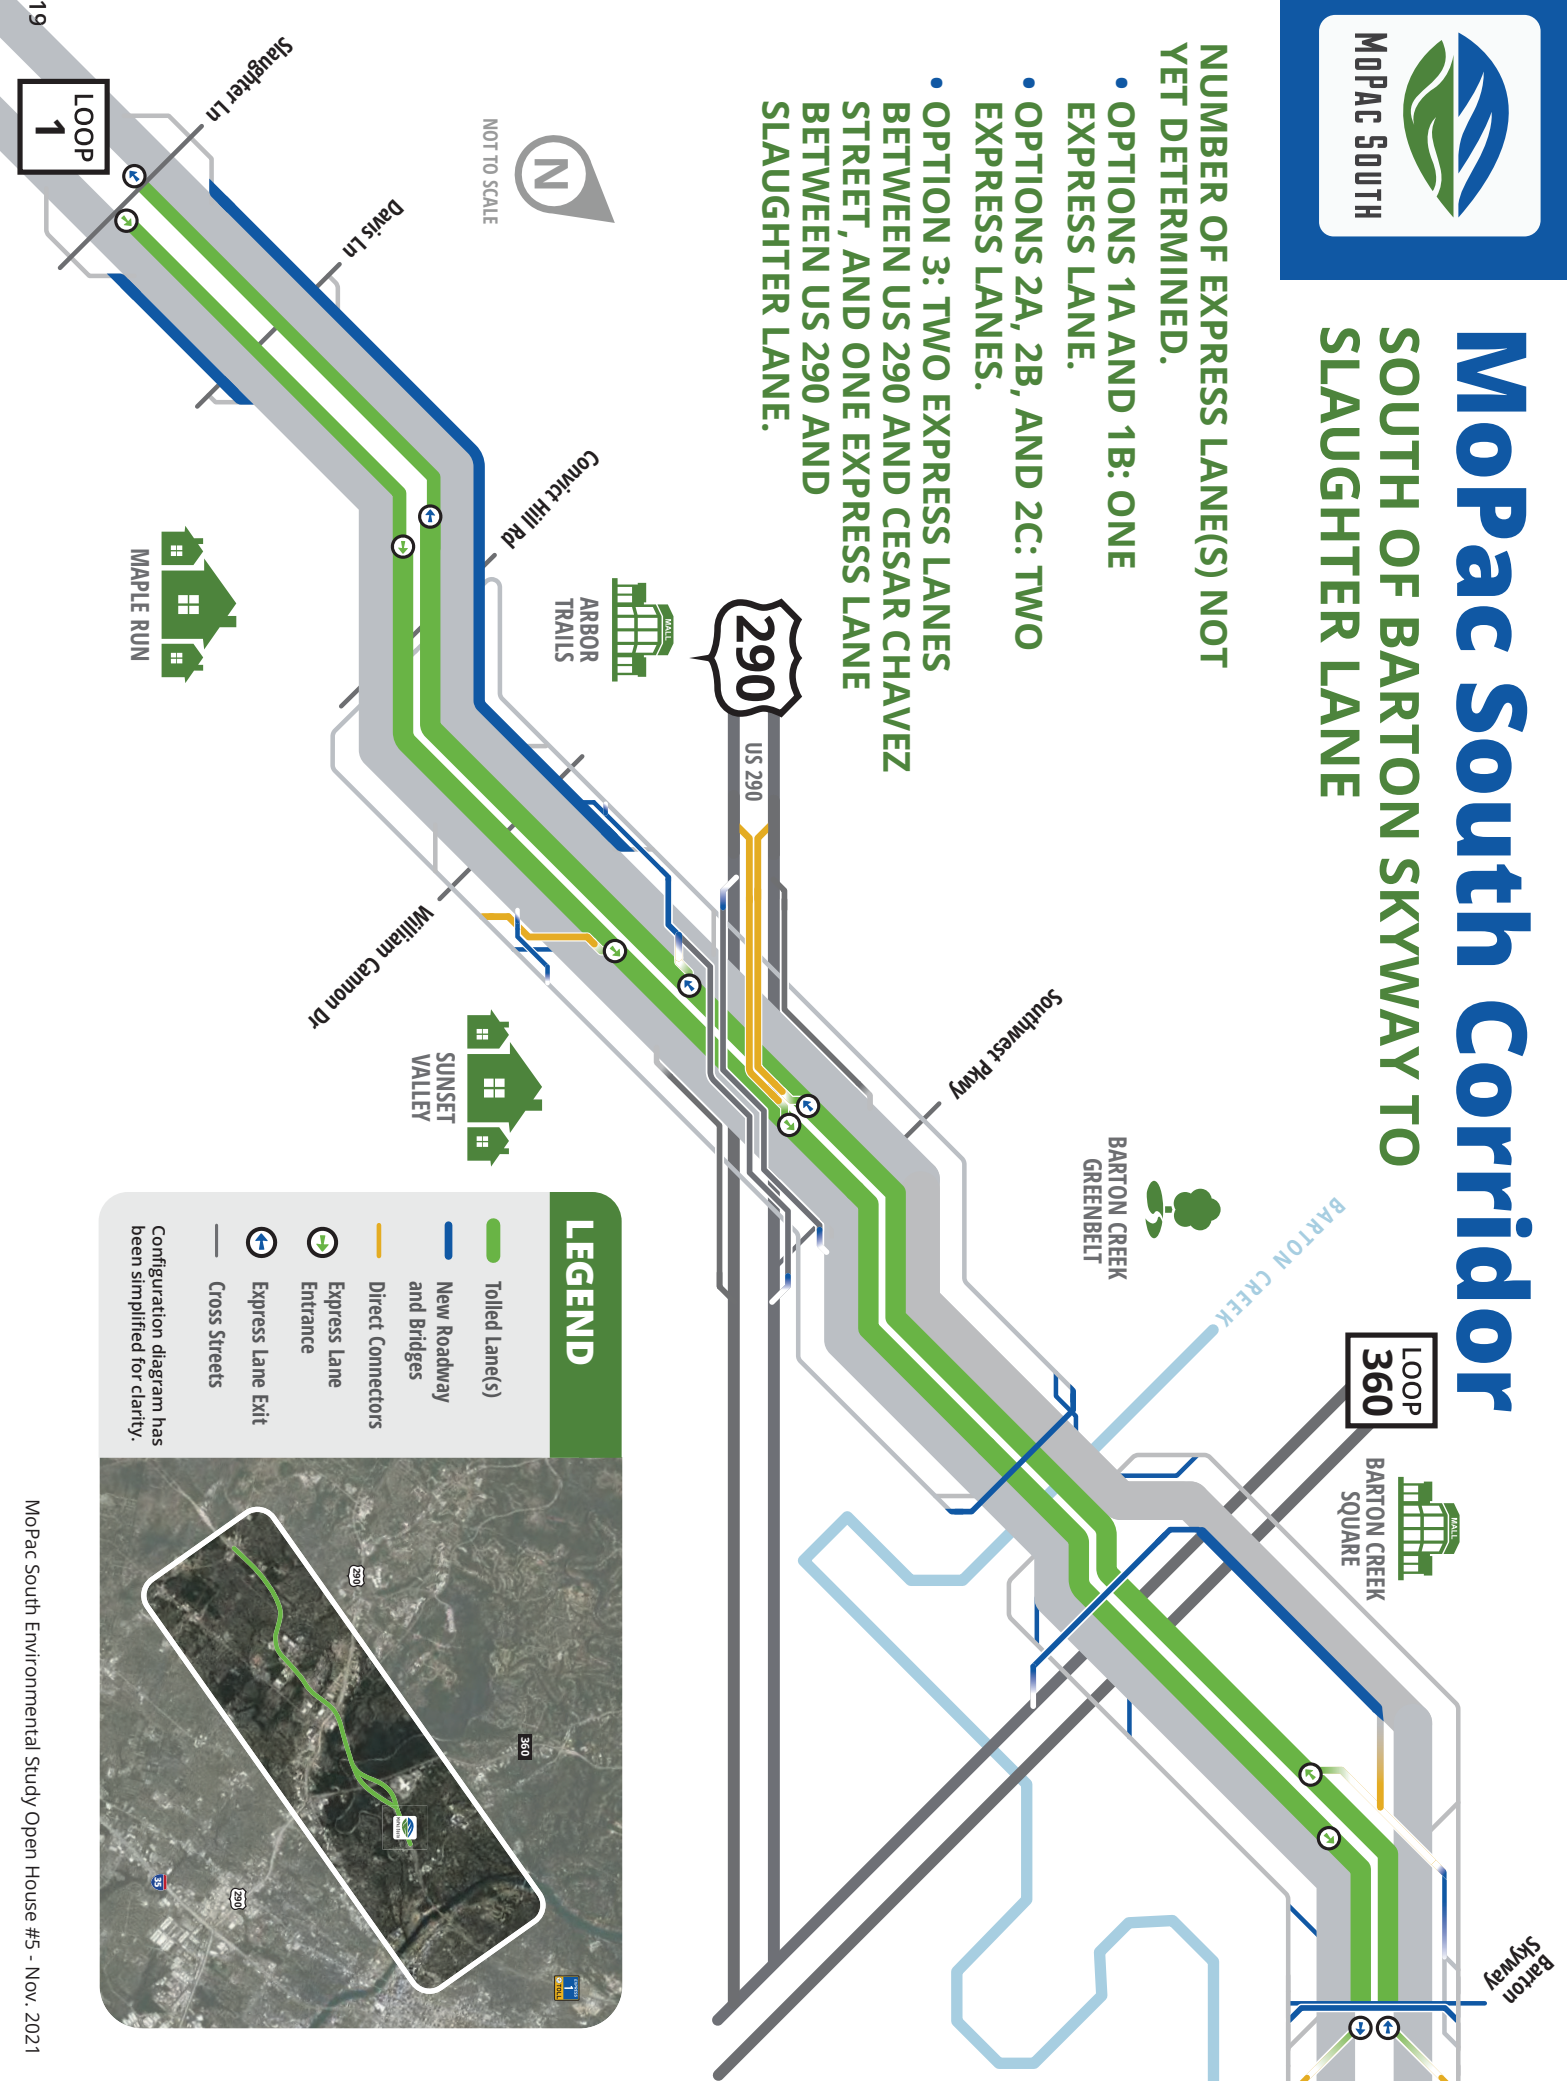 MoPac South
MoPac South Corridor
SOUTH OF BARTON SKYWAY TO
SLAUGHTER LANE
NUMBER OF EXPRESS LANE(S) NOT
YET DETERMINED.
• OPTIONS 1A AND 1B: ONE
EXPRESS LANE.
• OPTIONS 2A, 2B, AND 2C: TWO
EXPRESS LANES.
• OPTION 3: TWO EXPRESS LANES
BETWEEN US 290 AND CESAR CHAVEZ
STREET, AND ONE EXPRESS LANE
BETWEEN US 290 AND
SLAUGHTER LANE.
N
NOT TO SCALE
LOOP
360
MALL
BARTON CREEK
SQUARE
Barton
Skyway
BARTON CREEK
BARTON CREEK
GREENBELT
Southwest Pkwy
290
US 290
MALL
ARBOR
TRAILS
Convict Hill Rd
Davis Ln
Slaughter Ln
LOOP
1
MAPLE RUN
William Cannon Dr
SUNSET
VALLEY
LEGEND
Tolled Lane(s)
New Roadway
and Bridges
Direct Connectors
Express Lane
Entrance
Express Lane Exit
Cross Streets
Configuration diagram has
been simplified for clarity.
290
360
290
35
1
TOLL
19
MoPac South Environmental Study Open House #5 - Nov. 2021